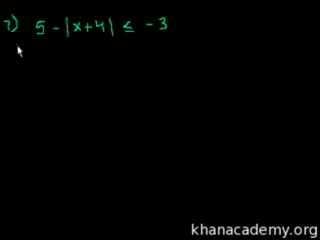 7) 5 - |x+4| ≤ -3
khanacademy.org